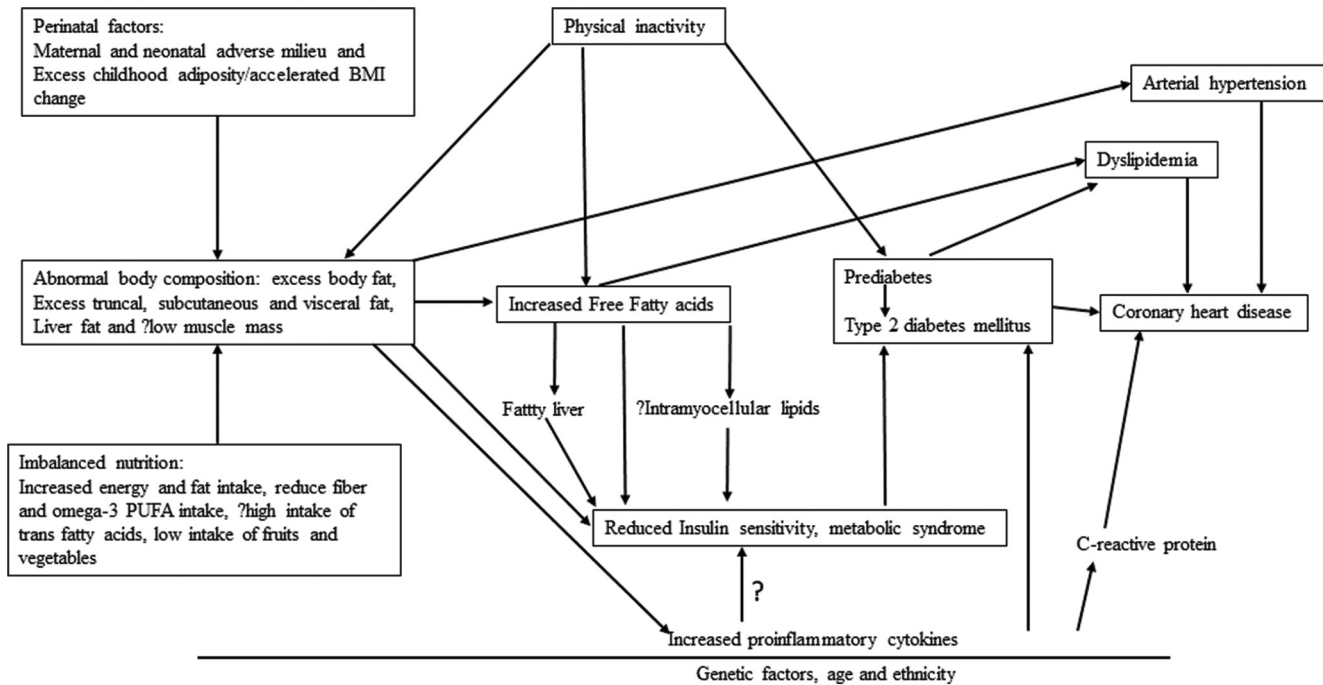 Perinatal factors:
Maternal and neonatal adverse milieu and
Excess childhood adiposity/accelerated BMI
change
Physical inactivity
Arterial hypertension
Dyslipidemia
Abnormal body composition: excess body fat,
Excess truncal, subcutaneous and visceral fat,
Liver fat and ?low muscle mass
Increased Free Fatty acids
Prediabetes
Type 2 diabetes mellitus
Coronary heart disease
Fattty liver
?Intramyocellular lipids
Imbalanced nutrition:
Increased energy and fat intake, reduce fiber
and omega-3 PUFA intake, ?high intake of
trans fatty acids, low intake of fruits and
vegetables
Reduced Insulin sensitivity, metabolic syndrome
C-reactive protein
?
Increased proinflammatory cytokines
Genetic factors, age and ethnicity